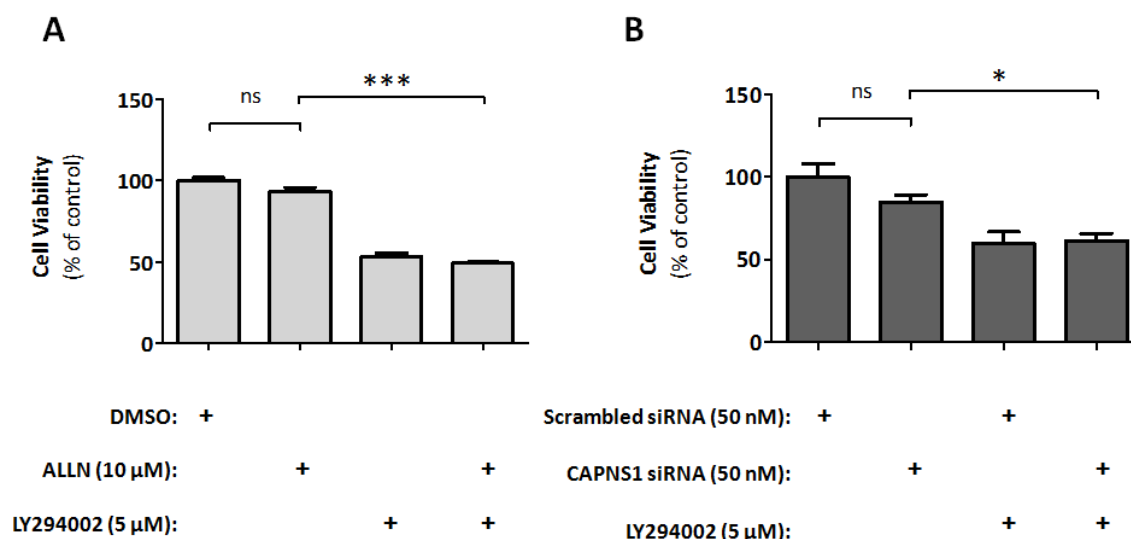 A
***
ns
150
100
50
0
Cell Viability
(% of control)
DMSO: +
ALLN (10 µM): + +
LY294002 (5 µM): + +
B
*
ns
150
100
50
0
Cell Viability
(% of control)
Scrambled siRNA (50 nM): + +
CAPNS1 siRNA (50 nM): + +
LY294002 (5 µM): + +